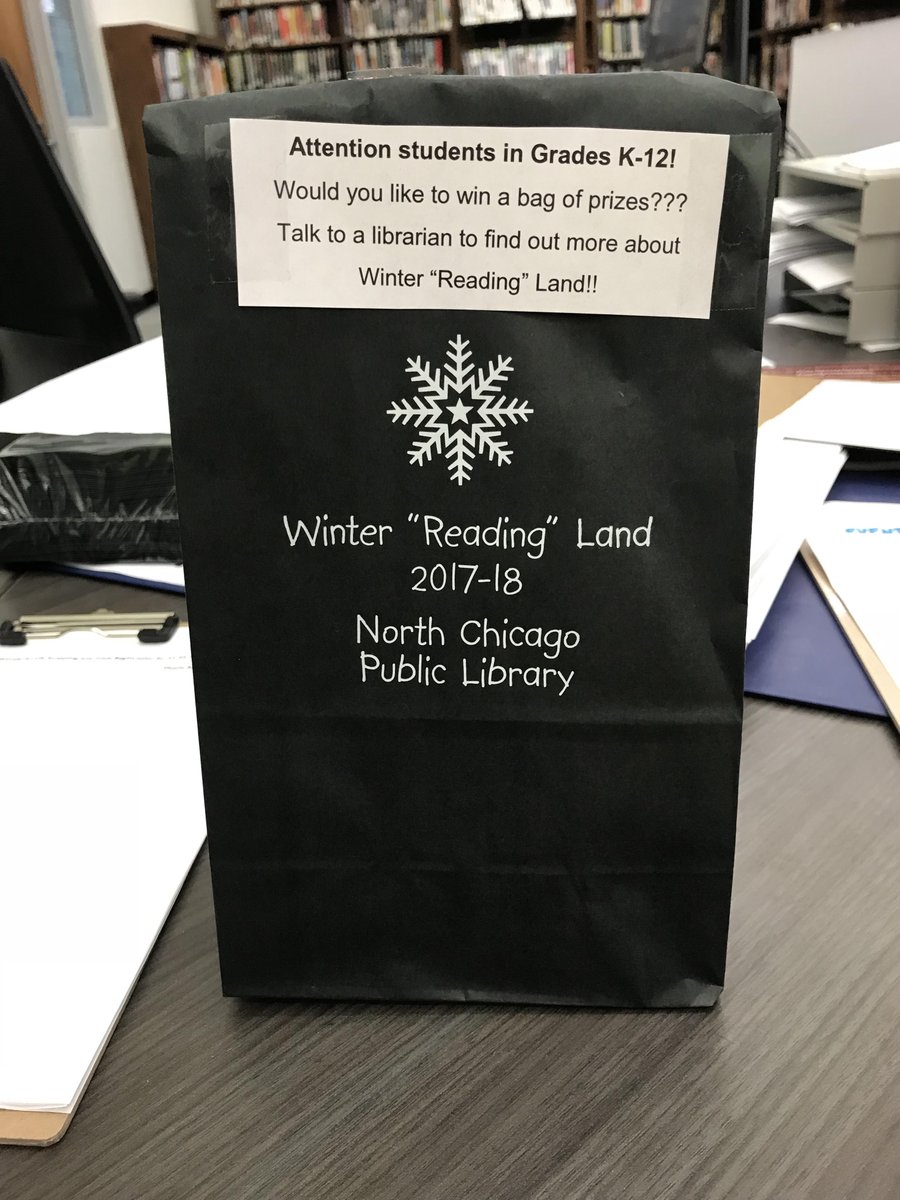 Attention students in Grades K-12!
Would you like to win a bag of prizes???
Talk to a librarian to find out more about
Winter “Reading” Land!!
Winter “Reading” Land
2017-18
North Chicago
Public Library